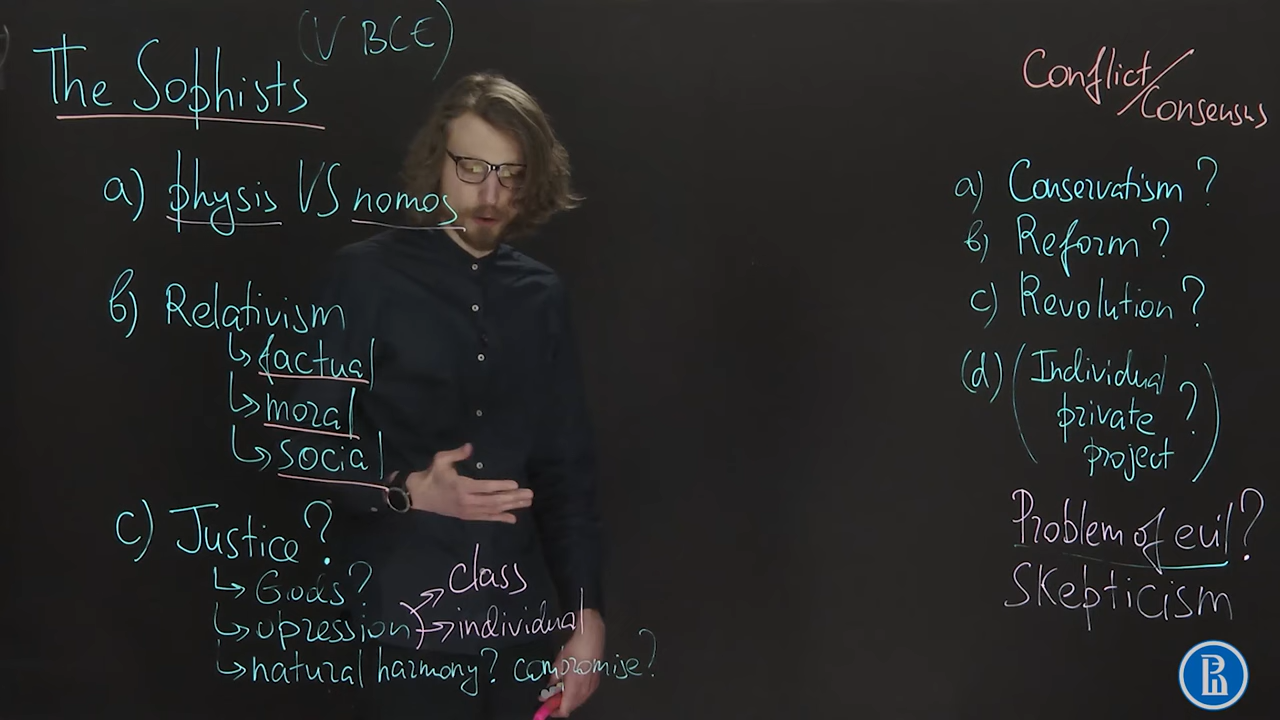 The Sophists (V BCE)
a) physis VS nomos
b) Relativism
↳ factual
↳ moral
↳ social
c) Justice?
↳ Gods?
↳ opression → class
→ individual
↳ natural harmony? compromise?
Conflict/
Consensus
a) Conservatism?
b) Reform?
c) Revolution?
(d) (Individual
private ?
project)
Problem of evil?
Skepticism